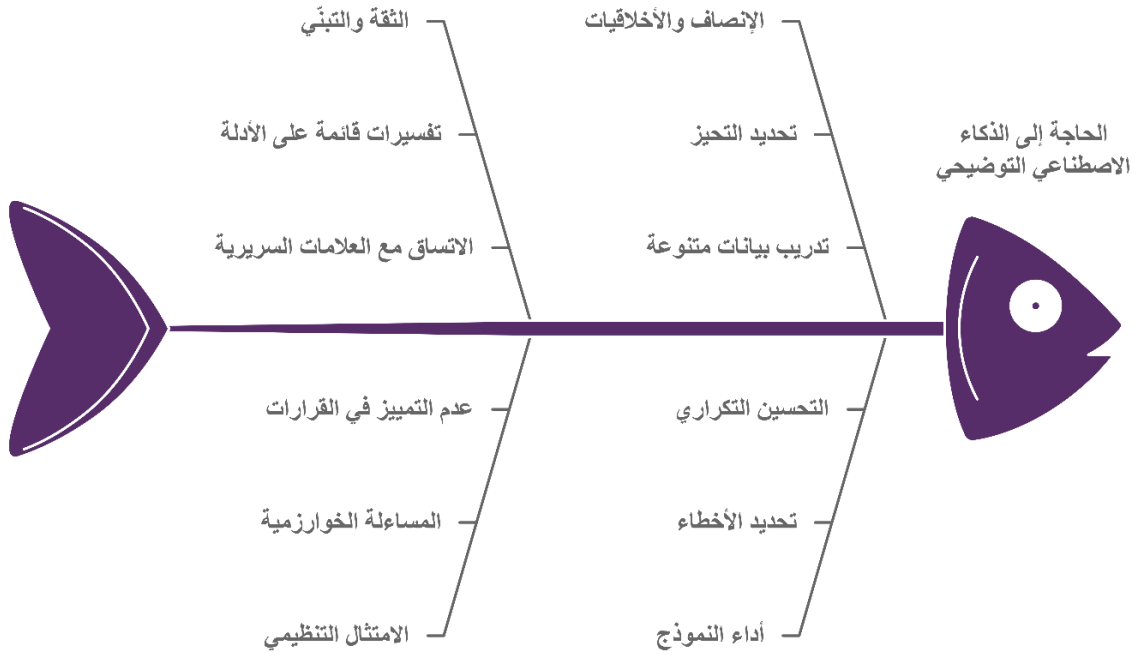 الإنصاف والأخلاقيات
الثقة والتبنّي
الحاجة إلى الذكاء
الاصطناعي التوضيحي
تحديد التحيز
تفسيرات قائمة على الأدلة
تدريب بيانات متنوعة
الاتساق مع العلامات السريرية
التحسين التكراري
عدم التمييز في القرارات
تحديد الأخطاء
المساءلة الخوارزمية
أداء النموذج
الامتثال التنظيمي